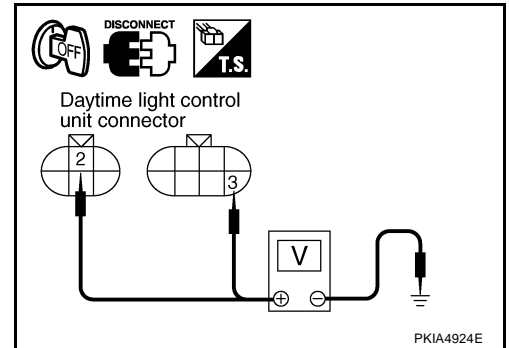 DISCONNECT
OFF
T.S.
Daytime light control
unit connector
2
3
V
+ −
PKIA4924E